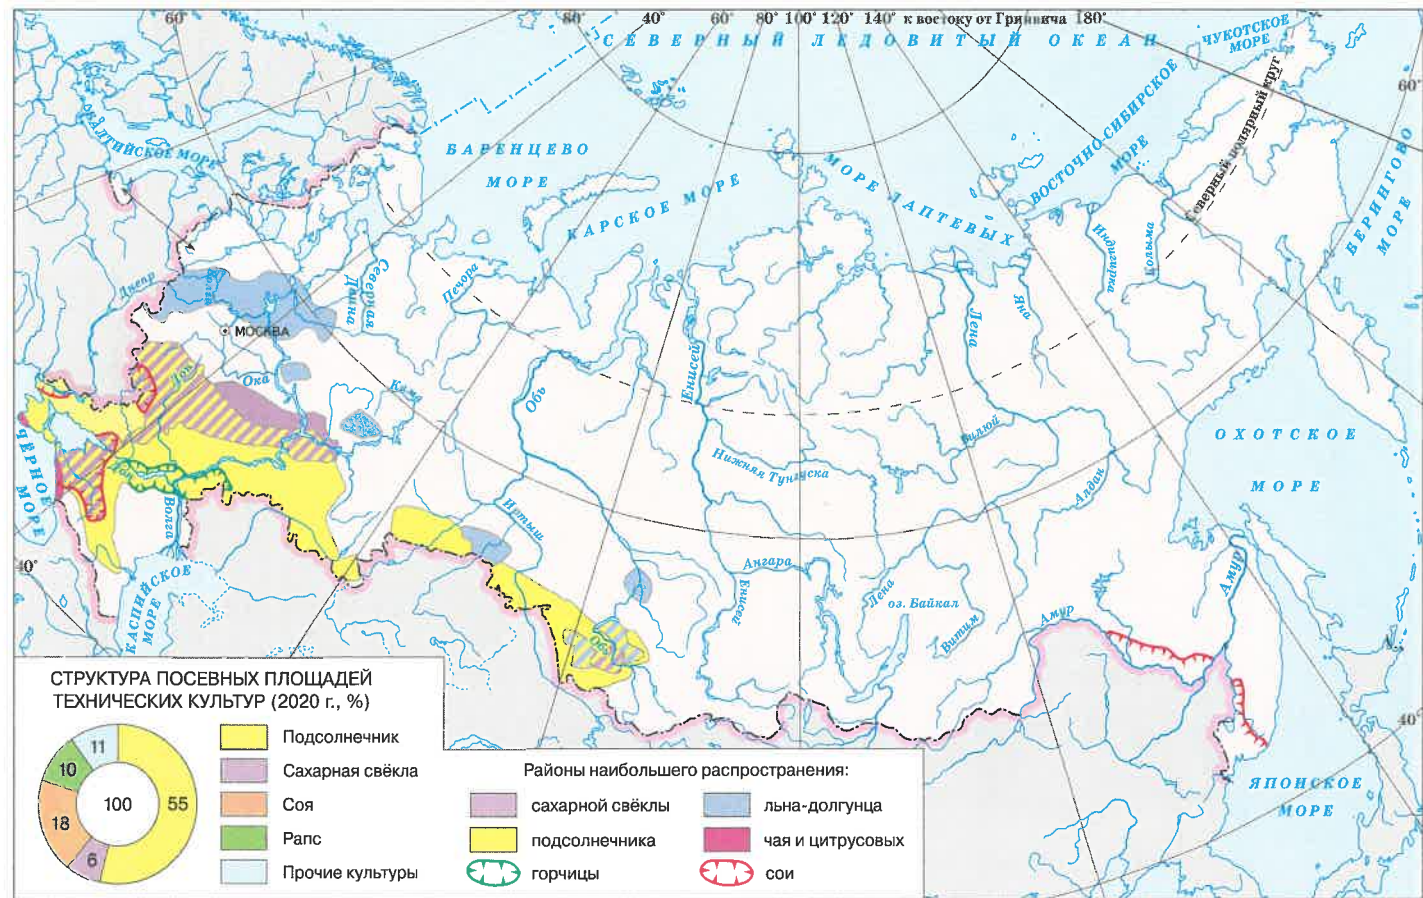 60° 80° 40° 60° 80° 100° 120° 140° к востоку от Гринвича 180°
СЕВЕРНЫЙ ЛЕДОВИТЫЙ ОКЕАН
ЧУКОТСКОЕ
МОРЕ
60°
Северный полярный круг
БАЛТИЙСКОЕ МОРЕ
БАРЕНЦЕВО
МОРЕ
КАРСКОЕ МОРЕ
МОРЕ ЛАПТЕВЫХ
ВОСТОЧНО-СИБИРСКОЕ
МОРЕ
БЕРИНГОВО
МОРЕ
Днепр
Волга
Северная
Двина
Печора
Енисей
Лена
Яна
Индигирка
Колыма
МОСКВА
Дон
Ока
Кама
Обь
Вилюй
ОХОТСКОЕ
МОРЕ
ЧЁРНОЕ
МОРЕ
Дон
Волга
Иртыш
Нижняя Тунгуска
Алдан
40°
КАСПИЙСКОЕ
МОРЕ
Ангара
Енисей
Лена
оз. Байкал
Витим
Амур
Амур
Обь
40°
ЯПОНСКОЕ
МОРЕ
СТРУКТУРА ПОСЕВНЫХ ПЛОЩАДЕЙ
ТЕХНИЧЕСКИХ КУЛЬТУР (2020 г., %)
11
10
18
6
55
100
Подсолнечник
Сахарная свёкла
Соя
Рапс
Прочие культуры
Районы наибольшего распространения:
сахарной свёклы
подсолнечника
горчицы
льна-долгунца
чая и цитрусовых
сои